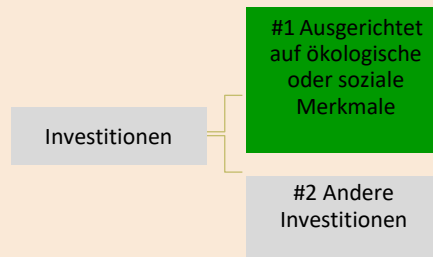 #1 Ausgerichtet
auf ökologische
oder soziale
Merkmale
Investitionen
#2 Andere
Investitionen